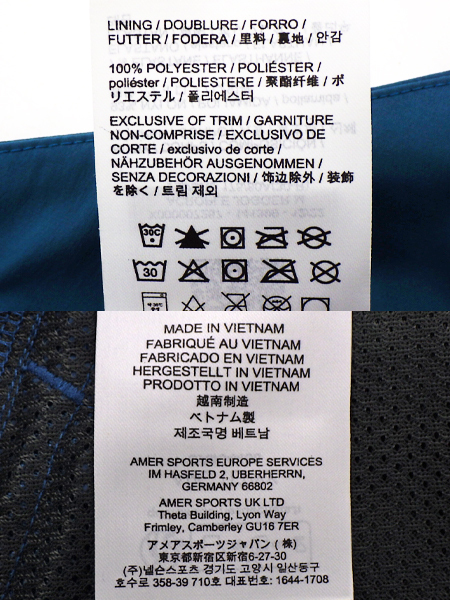 LINING / DOUBLURE / FORRO /
FUTTER / FODERA / 里料 / 裏地 / 안감
100% POLYESTER / POLIÉSTER /
poliéster / POLIESTERE / 聚酯纤维 / ポ
リエステル / 폴리에스터
EXCLUSIVE OF TRIM / GARNITURE
NON-COMPRISE / EXCLUSIVO DE
CORTE / exclusivo de corte /
NÄHZUBEHÖR AUSGENOMMEN /
SENZA DECORAZIONI / 饰边除外 / 装飾
を除く / 트림 제외
30C
30
MADE IN VIETNAM
FABRIQUÉ AU VIETNAM
FABRICADO EN VIETNAM
HERGESTELLT IN VIETNAM
PRODOTTO IN VIETNAM
越南制造
ベトナム製
제조국명 베트남
AMER SPORTS EUROPE SERVICES
IM HASFELD 2, UBERHERRN,
GERMANY 66802
AMER SPORTS UK LTD
Theta Building, Lyon Way
Frimley, Camberley GU16 7ER
アメアスポーツジャパン (株)
東京都新宿区新宿6-27-30
(주)넬슨스포츠 경기도 고양시 일산동구
호수로 358-39 710호 대표번호: 1644-1708